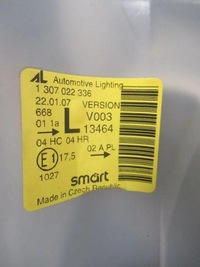 AL Automotive Lighting
1 307 022 336
22.01.07 VERSION
668 L V003
01 1a 13464
04 HC 04 HR
E1 17,5 02 A PL
1027
smart
Made in Czech Republic